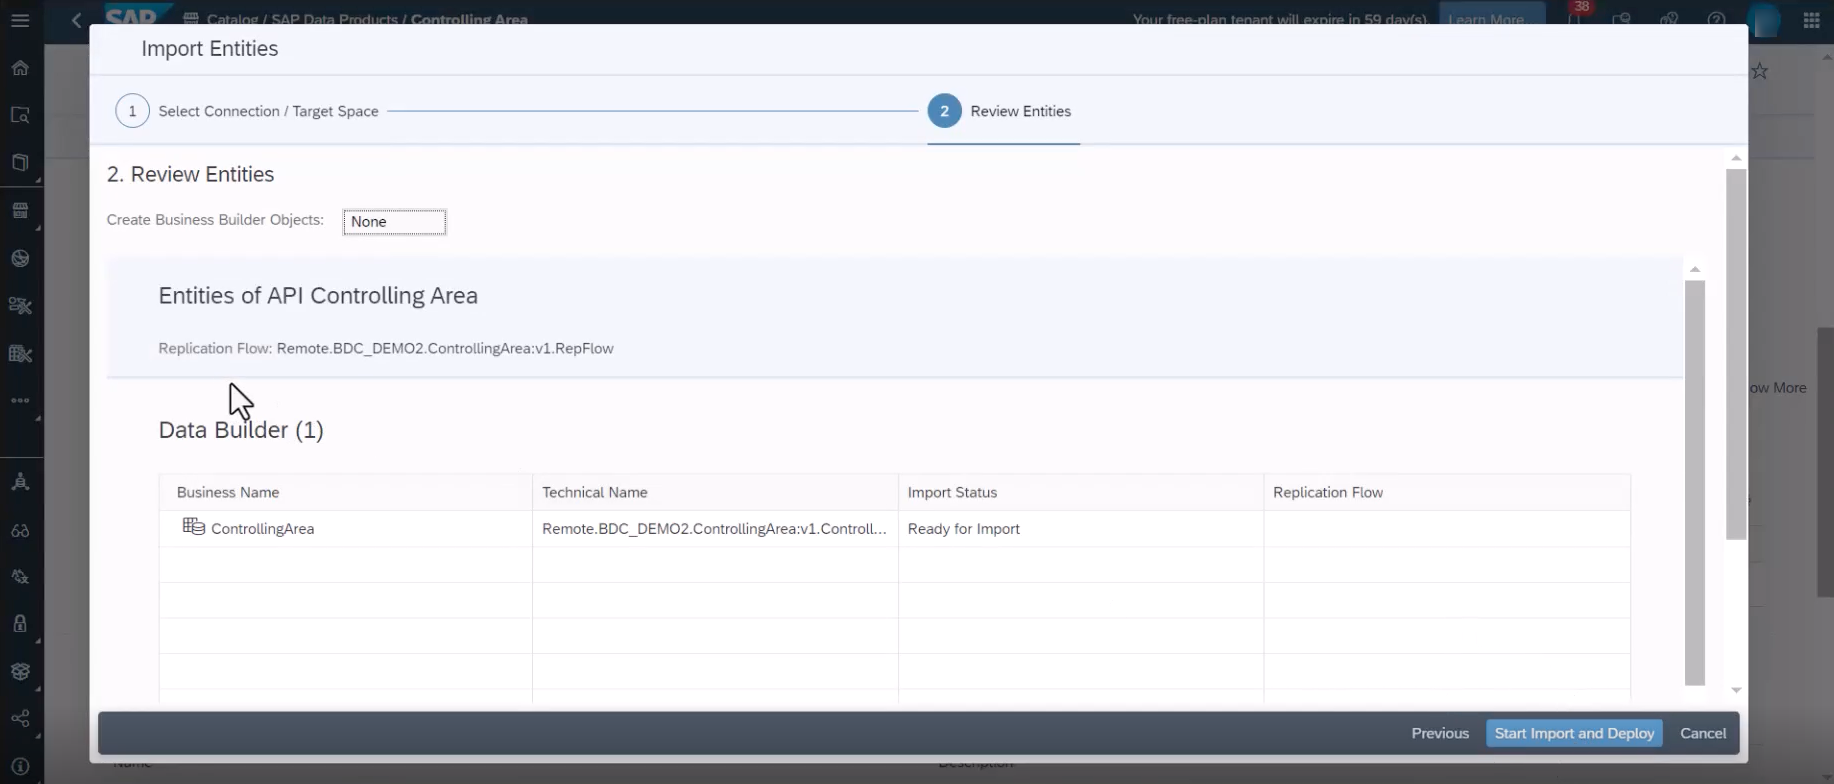 SAP
Catalog / SAP Data Products / Controlling Area
Your free-plan tenant will expire in 59 day(s).
Learn More...
38
Import Entities
1 Select Connection / Target Space
2 Review Entities
2. Review Entities
Create Business Builder Objects: None
Entities of API Controlling Area
Replication Flow: Remote.BDC_DEMO2.ControllingArea:v1.RepFlow
ow More
Data Builder (1)
Business Name Technical Name Import Status Replication Flow
ControllingArea Remote.BDC_DEMO2.ControllingArea:v1.Controll... Ready for Import
Previous Start Import and Deploy Cancel
Name Description